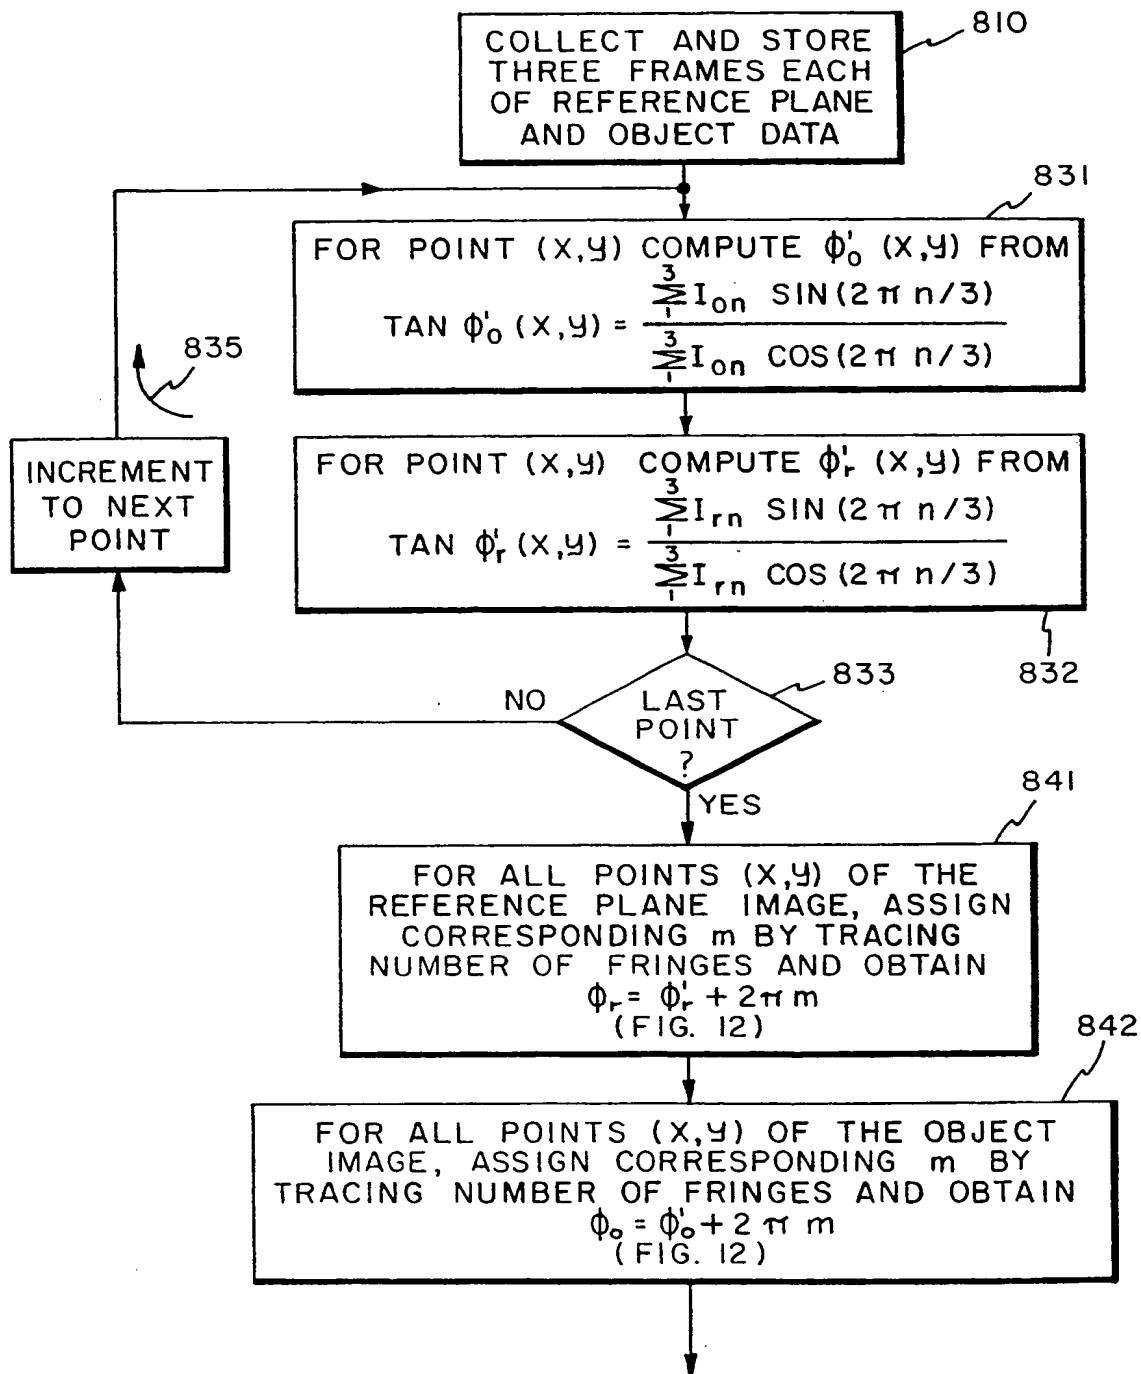 COLLECT AND STORE
THREE FRAMES EACH
OF REFERENCE PLANE
AND OBJECT DATA
810
831
FOR POINT (X,Y) COMPUTE ϕ'o (X,Y) FROM
TAN ϕ'o (X,Y) = 3 Σ 1 Ion SIN(2π n/3)
3 Σ 1 Ion COS(2π n/3)
835
INCREMENT
TO NEXT
POINT
FOR POINT (X,Y) COMPUTE ϕ'r (X,Y) FROM
TAN ϕ'r (X,Y) = 3 Σ 1 Irn SIN(2π n/3)
3 Σ 1 Irn COS(2π n/3)
832
833
NO
LAST
POINT
?
YES
841
FOR ALL POINTS (X,Y) OF THE
REFERENCE PLANE IMAGE, ASSIGN
CORRESPONDING m BY TRACING
NUMBER OF FRINGES AND OBTAIN
ϕr = ϕ'r + 2π m
(FIG. 12)
842
FOR ALL POINTS (X,Y) OF THE OBJECT
IMAGE, ASSIGN CORRESPONDING m BY
TRACING NUMBER OF FRINGES AND OBTAIN
ϕo = ϕ'o + 2 π m
(FIG. 12)